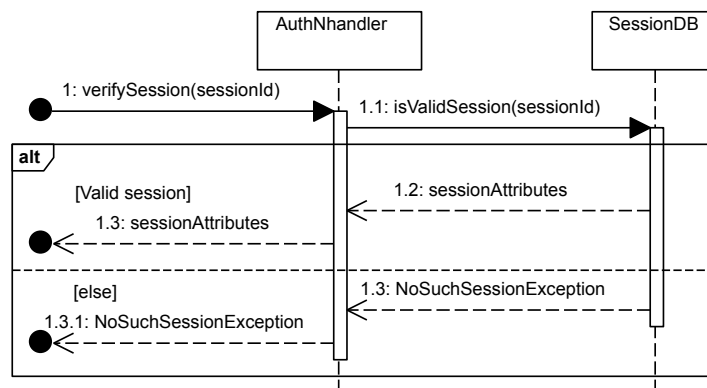 AuthNhandler
SessionDB
1: verifySession(sessionId)
1.1: isValidSession(sessionId)
alt
[Valid session]
1.2: sessionAttributes
1.3: sessionAttributes
[else]
1.3: NoSuchSessionException
1.3.1: NoSuchSessionException